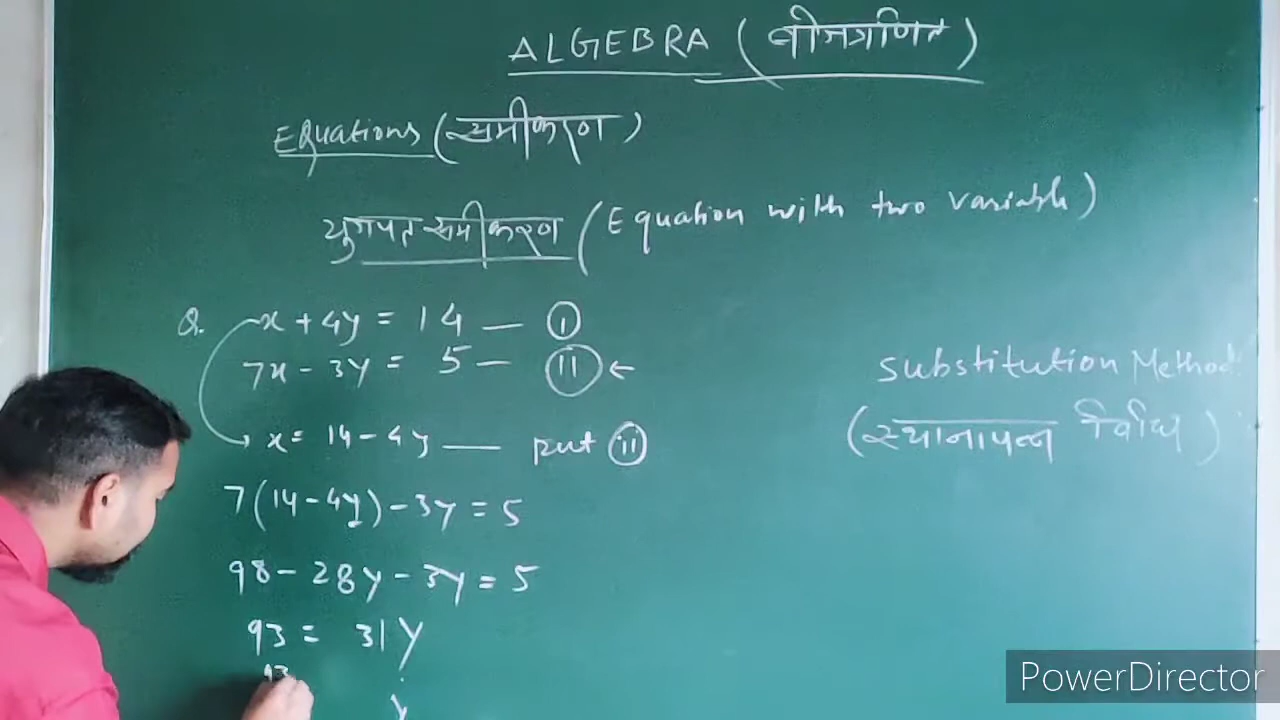 ALGEBRA (बीजगणित)
Equations (समीकरण)
युगपत समीकरण (Equation with two variable)
Q. x + 4y = 14 — (i)
7x - 3y = 5 — (ii) ←
Substitution Method
(स्थानापन्न विधि)
x = 14 - 4y — put (ii)
7(14 - 4y) - 3y = 5
98 - 28y - 3y = 5
93 = 31y
93
y
PowerDirector